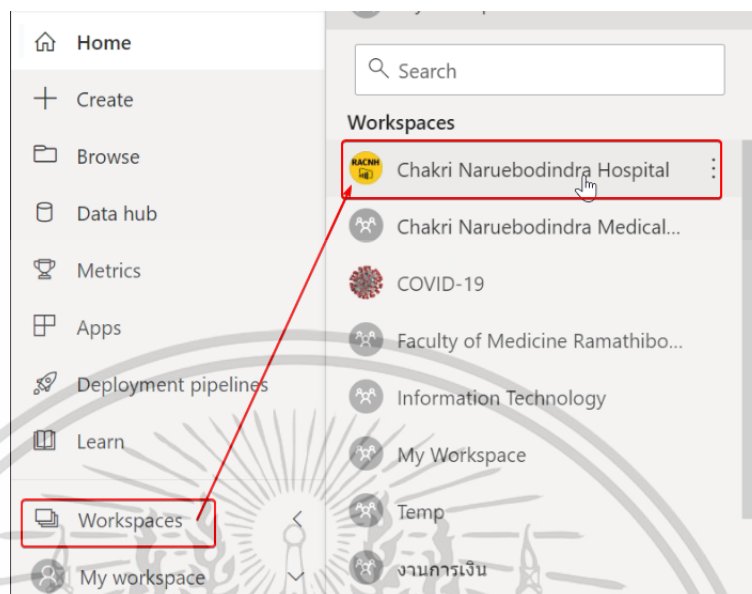 Home
Create
Browse
Data hub
Metrics
Apps
Deployment pipelines
Learn
Workspaces
My workspace
Search
Workspaces
RACNH
Chakri Naruebodindra Hospital
Chakri Naruebodindra Medical...
COVID-19
Faculty of Medicine Ramathibo...
Information Technology
My Workspace
Temp
งานการเงิน